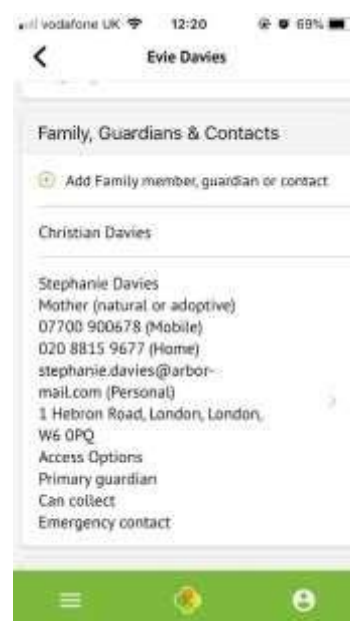 vodafone UK 12:20 69%
Evie Davies
Family, Guardians & Contacts
Add Family member, guardian or contact
Christian Davies
Stephanie Davies
Mother (natural or adoptive)
07700 900678 (Mobile)
020 8815 9677 (Home)
stephanie.davies@arbor-
mail.com (Personal)
1 Hebron Road, London, London,
W6 0PQ
Access Options
Primary guardian
Can collect
Emergency contact